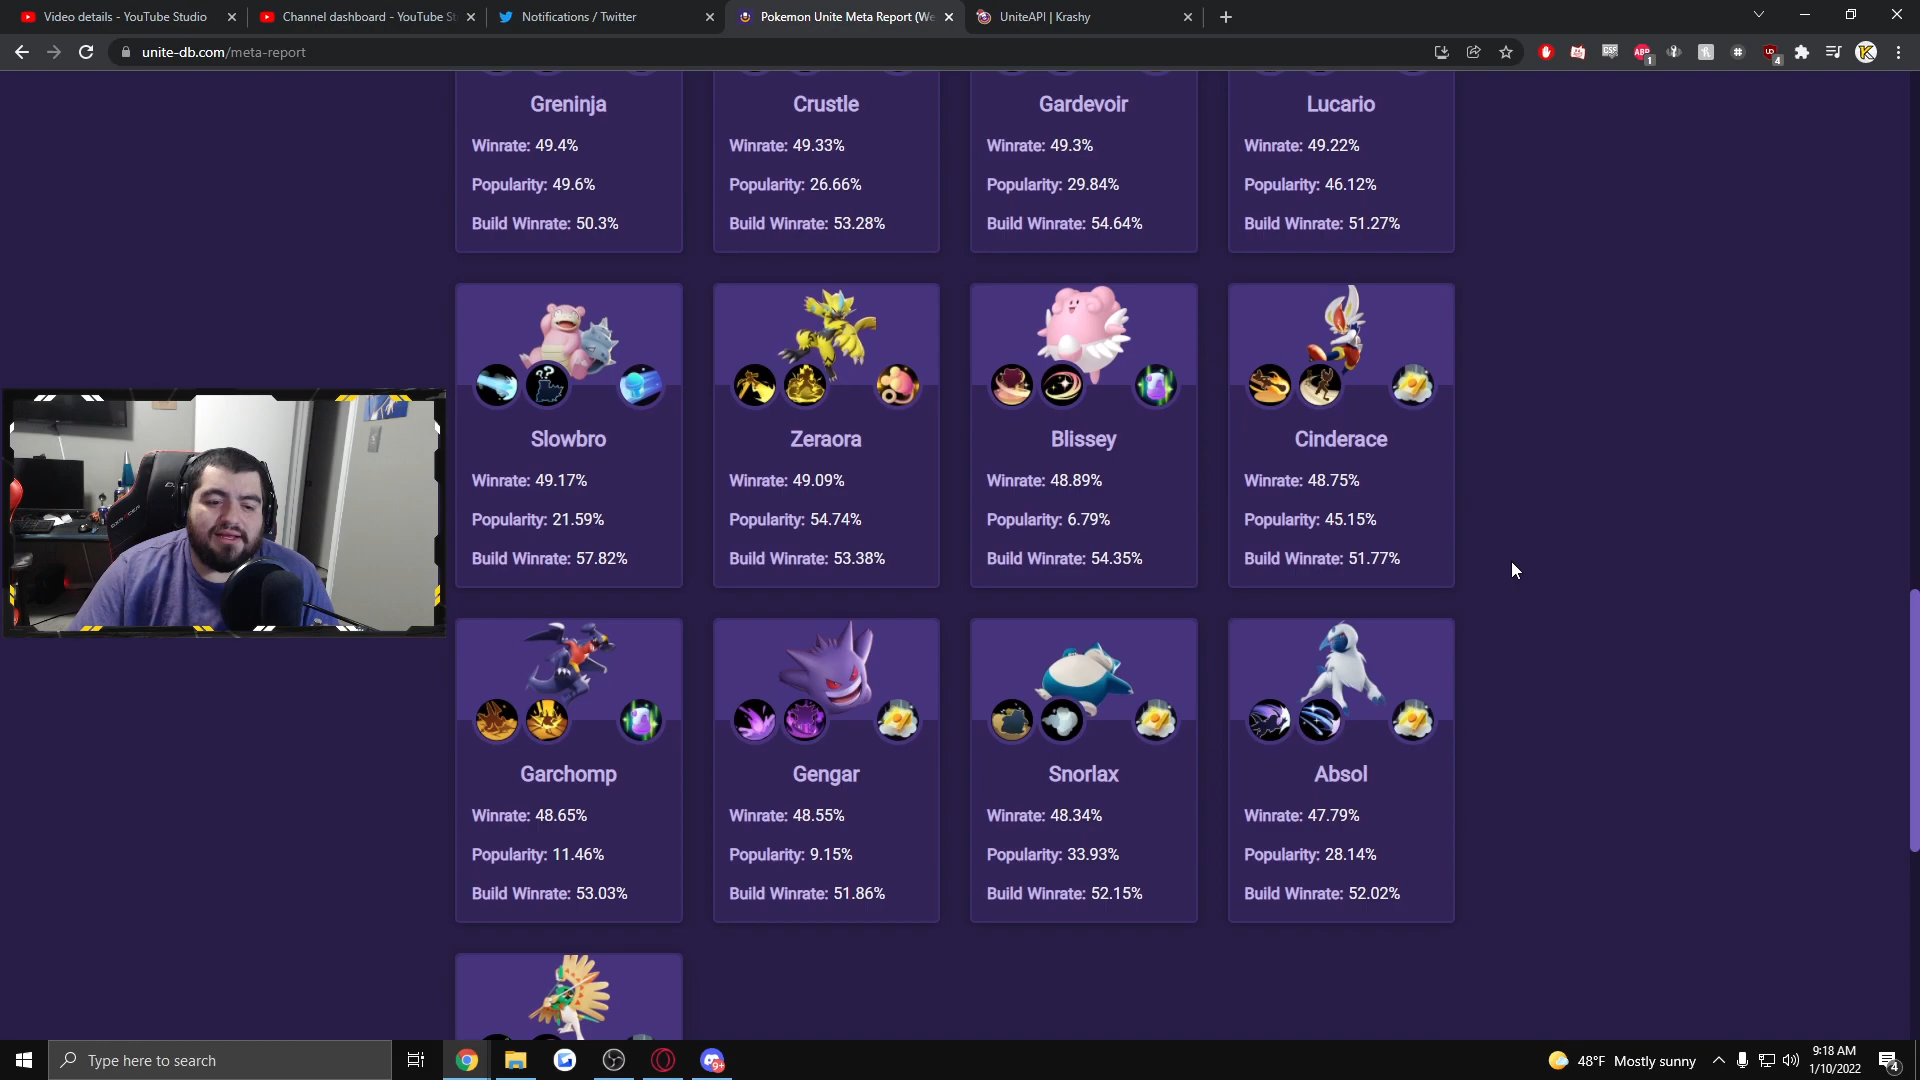 Video details - YouTube Studio
Channel dashboard - YouTube St
Notifications / Twitter
Pokemon Unite Meta Report (We
UniteAPI | Krashy
unite-db.com/meta-report
Greninja
Crustle
Gardevoir
Lucario
Winrate: 49.4%
Winrate: 49.33%
Winrate: 49.3%
Winrate: 49.22%
Popularity: 49.6%
Popularity: 26.66%
Popularity: 29.84%
Popularity: 46.12%
Build Winrate: 50.3%
Build Winrate: 53.28%
Build Winrate: 54.64%
Build Winrate: 51.27%
Slowbro
Zeraora
Blissey
Cinderace
Winrate: 49.17%
Winrate: 49.09%
Winrate: 48.89%
Winrate: 48.75%
Popularity: 21.59%
Popularity: 54.74%
Popularity: 6.79%
Popularity: 45.15%
Build Winrate: 57.82%
Build Winrate: 53.38%
Build Winrate: 54.35%
Build Winrate: 51.77%
Garchomp
Gengar
Snorlax
Absol
Winrate: 48.65%
Winrate: 48.55%
Winrate: 48.34%
Winrate: 47.79%
Popularity: 11.46%
Popularity: 9.15%
Popularity: 33.93%
Popularity: 28.14%
Build Winrate: 53.03%
Build Winrate: 51.86%
Build Winrate: 52.15%
Build Winrate: 52.02%
Type here to search
9+
48°F Mostly sunny
9:18 AM
1/10/2022
4